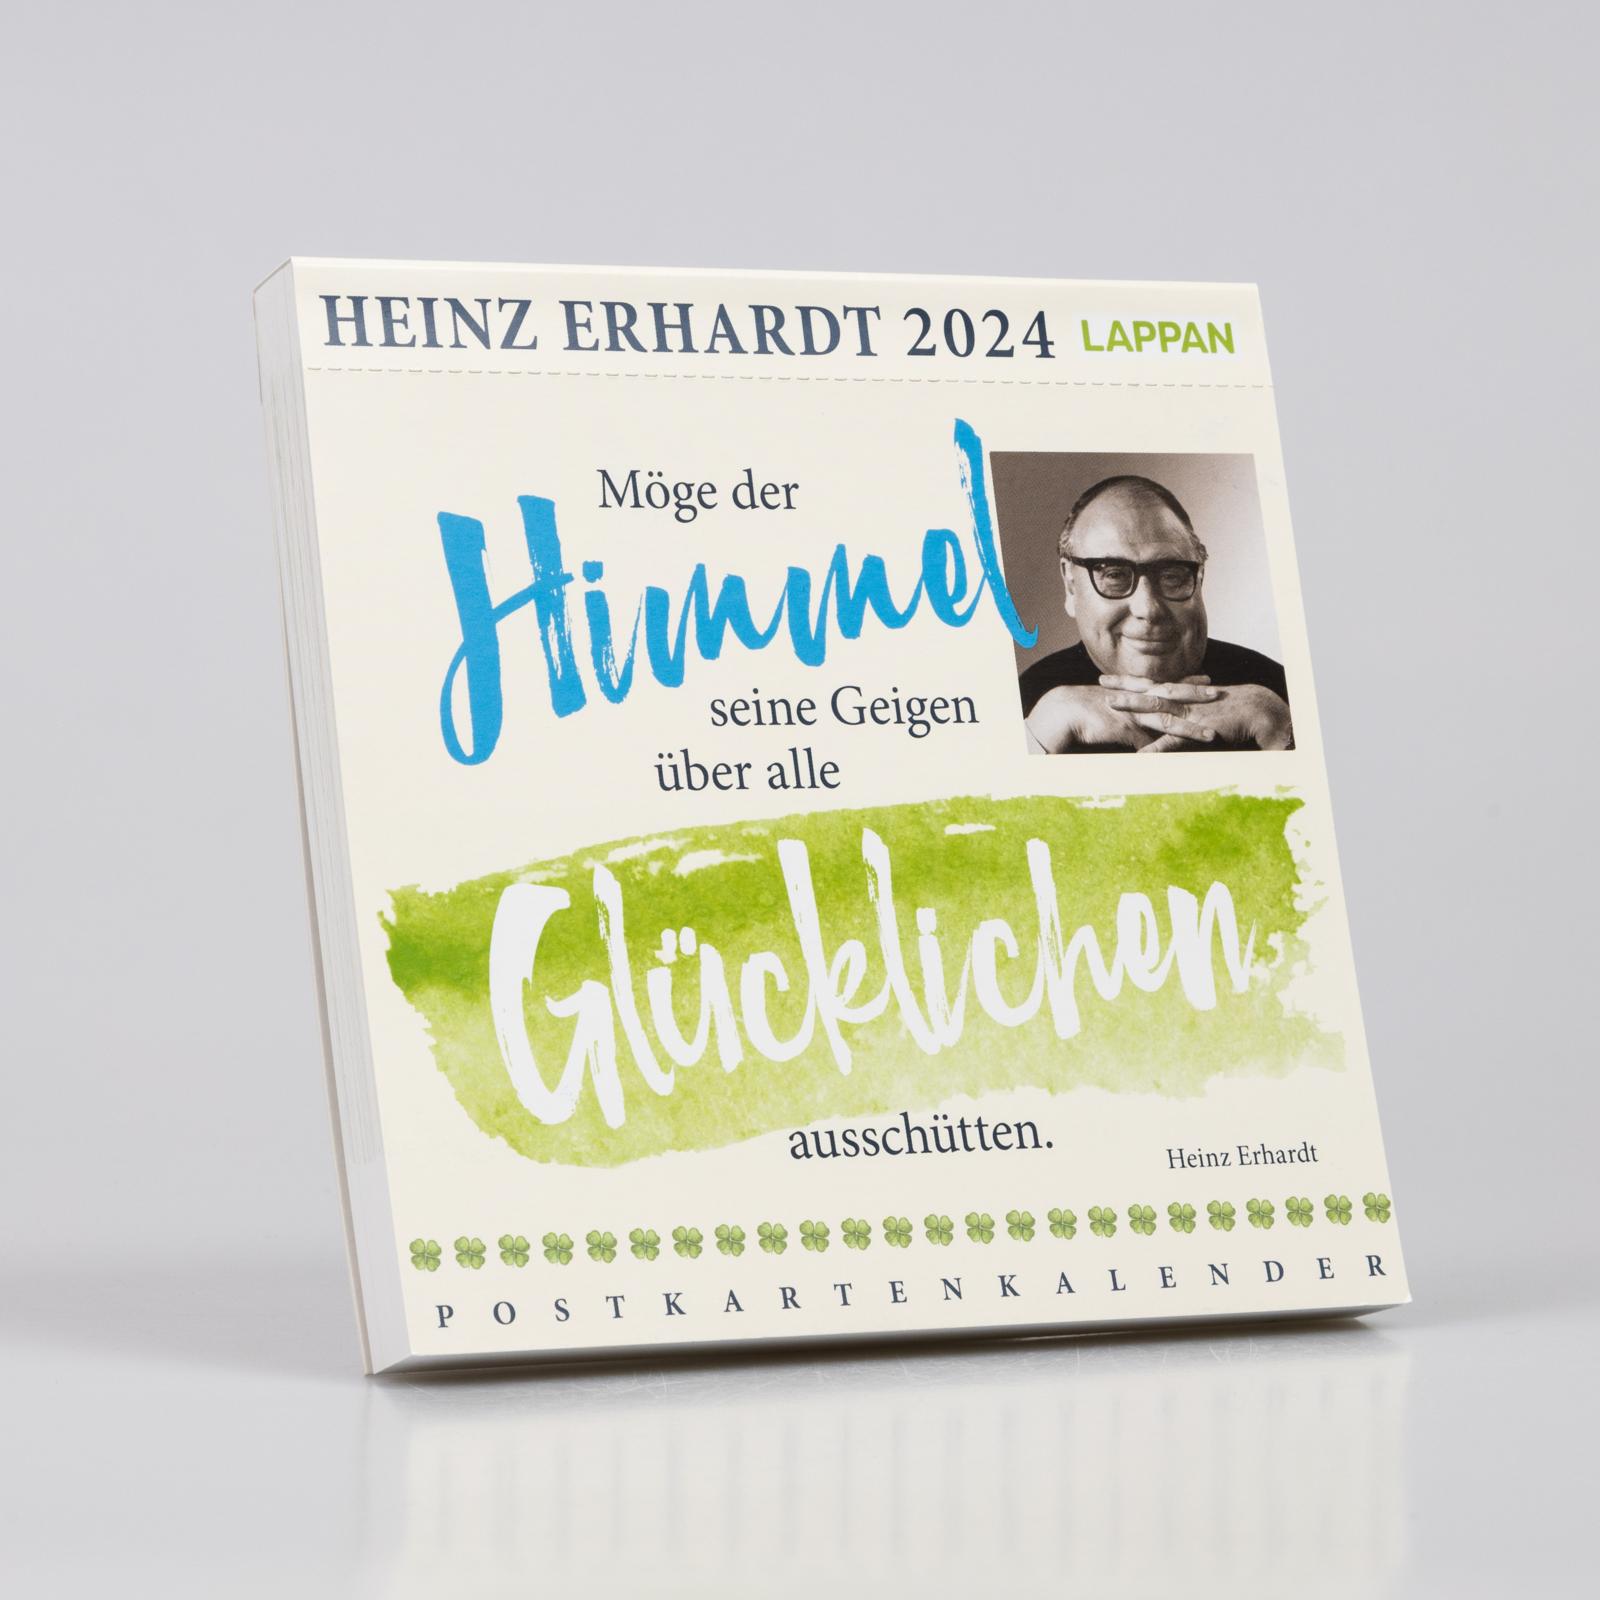 HEINZ ERHARDT 2024 LAPPAN
Möge der
Himmel
seine Geigen
über alle
Glücklichen
ausschütten.
Heinz Erhardt
POSTKARTENKALENDER